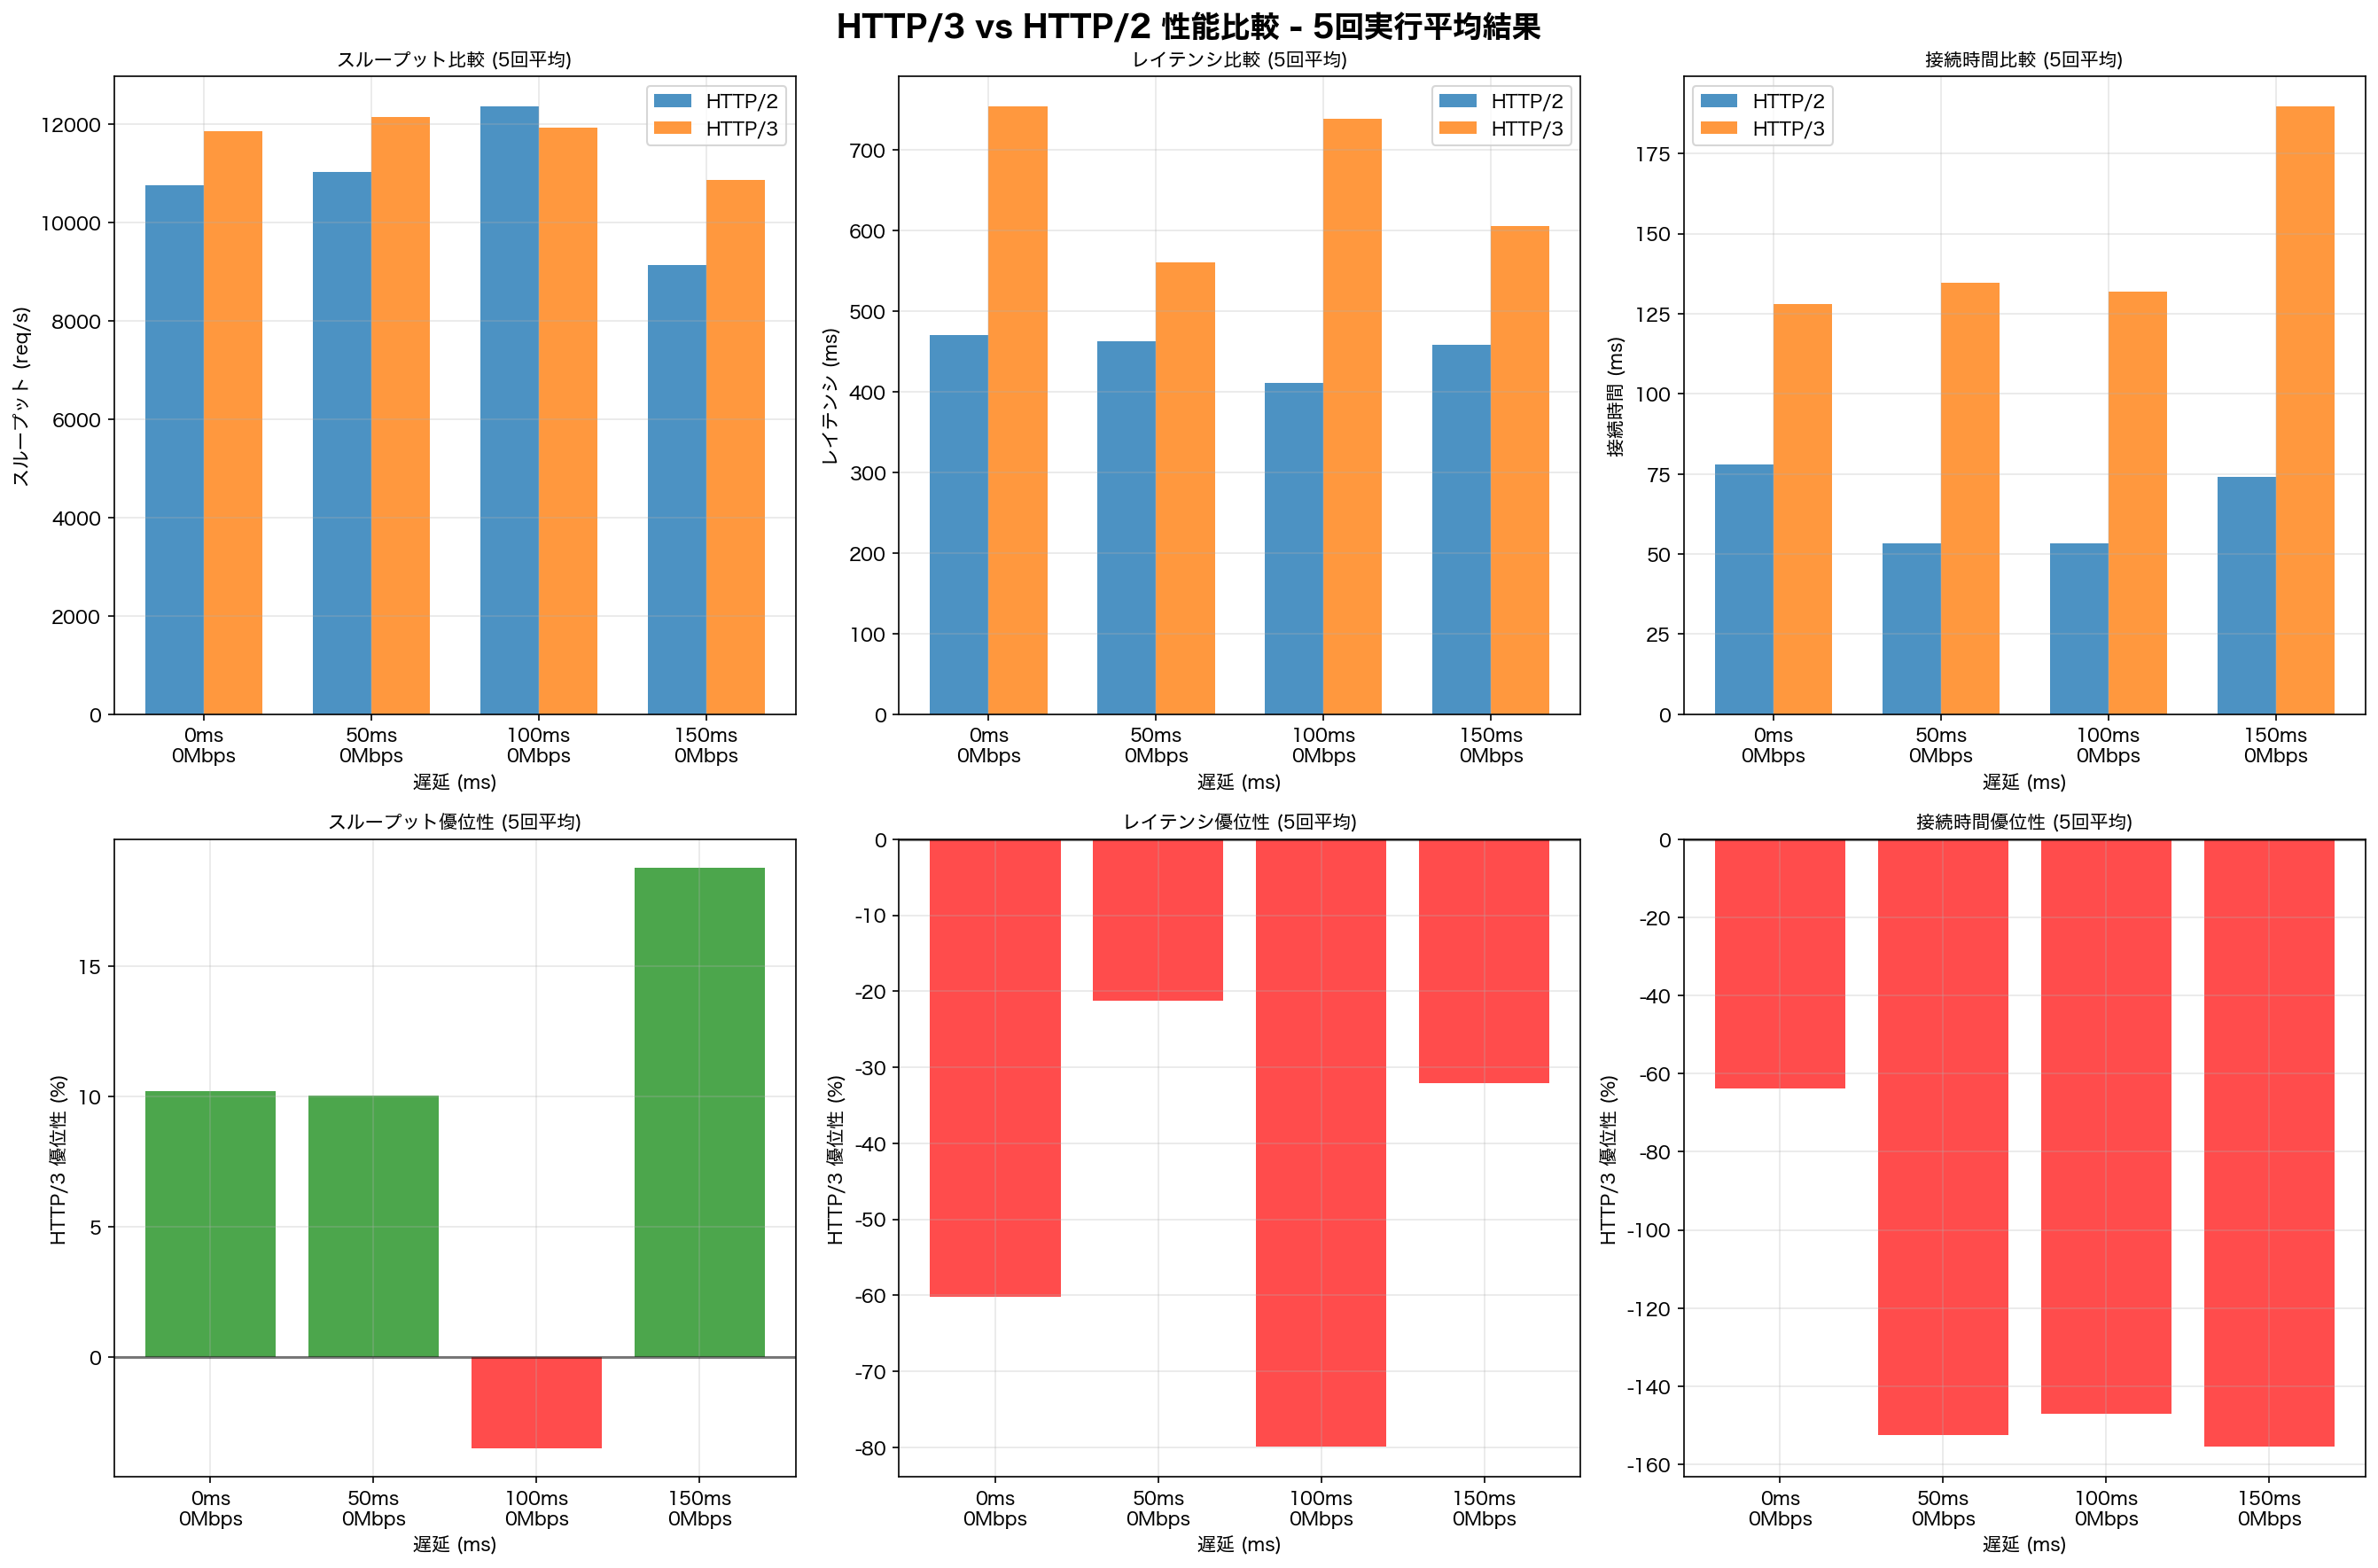 HTTP/3 vs HTTP/2 性能比較 - 5回実行平均結果
スループット比較 (5回平均)
HTTP/2
HTTP/3
スループット (req/s)
12000
10000
8000
6000
4000
2000
0
0ms
0Mbps
50ms
0Mbps
100ms
0Mbps
150ms
0Mbps
遅延 (ms)
レイテンシ比較 (5回平均)
HTTP/2
HTTP/3
レイテンシ (ms)
700
600
500
400
300
200
100
0
0ms
0Mbps
50ms
0Mbps
100ms
0Mbps
150ms
0Mbps
遅延 (ms)
接続時間比較 (5回平均)
HTTP/2
HTTP/3
接続時間 (ms)
175
150
125
100
75
50
25
0
0ms
0Mbps
50ms
0Mbps
100ms
0Mbps
150ms
0Mbps
遅延 (ms)
スループット優位性 (5回平均)
HTTP/3 優位性 (%)
15
10
5
0
0ms
0Mbps
50ms
0Mbps
100ms
0Mbps
150ms
0Mbps
遅延 (ms)
レイテンシ優位性 (5回平均)
HTTP/3 優位性 (%)
0
-10
-20
-30
-40
-50
-60
-70
-80
0ms
0Mbps
50ms
0Mbps
100ms
0Mbps
150ms
0Mbps
遅延 (ms)
接続時間優位性 (5回平均)
HTTP/3 優位性 (%)
0
-20
-40
-60
-80
-100
-120
-140
-160
0ms
0Mbps
50ms
0Mbps
100ms
0Mbps
150ms
0Mbps
遅延 (ms)